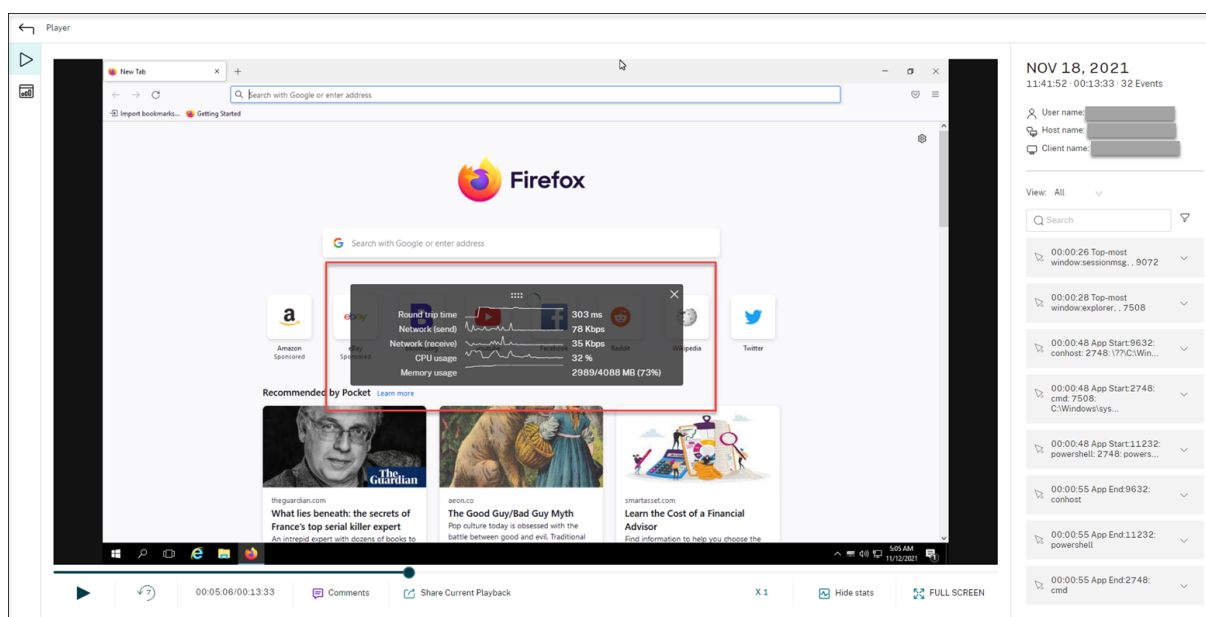 Player
New Tab
Search with Google or enter address
Import bookmarks... Getting Started
Firefox
Search with Google or enter address
Round trip time 303 ms
Network (send) 78 Kbps
Network (receive) 35 Kbps
CPU usage 32 %
Memory usage 2989/4088 MB (73%)
Amazon
Sponsored
eBay
Facebook
Reddit
Wikipedia
Twitter
Recommended by Pocket Learn more
The Guardian
theguardian.com
What lies beneath: the secrets of
France's top serial killer expert
An intrepid expert with dozens of books to
aeon.co
The Good Guy/Bad Guy Myth
Pop culture today is obsessed with the
battle between good and evil. Traditional
smartasset.com
Learn the Cost of a Financial
Advisor
Find information to help you choose the
5:05 AM
11/12/2021
00:05:06/00:13:33
Comments
Share Current Playback
X 1
Hide stats
FULL SCREEN
NOV 18, 2021
11:41:52 · 00:13:33 · 32 Events
User name:
Host name:
Client name:
View: All
Search
00:00:26 Top-most
window:sessionmsg, , 9072
00:00:28 Top-most
window:explorer, , 7508
00:00:48 App Start:9632:
conhost: 2748: \??\C:\Win...
00:00:48 App Start:2748:
cmd: 7508:
C:\Windows\sys...
00:00:48 App Start:11232:
powershell: 2748: powers...
00:00:55 App End:9632:
conhost
00:00:55 App End:11232:
powershell
00:00:55 App End:2748:
cmd